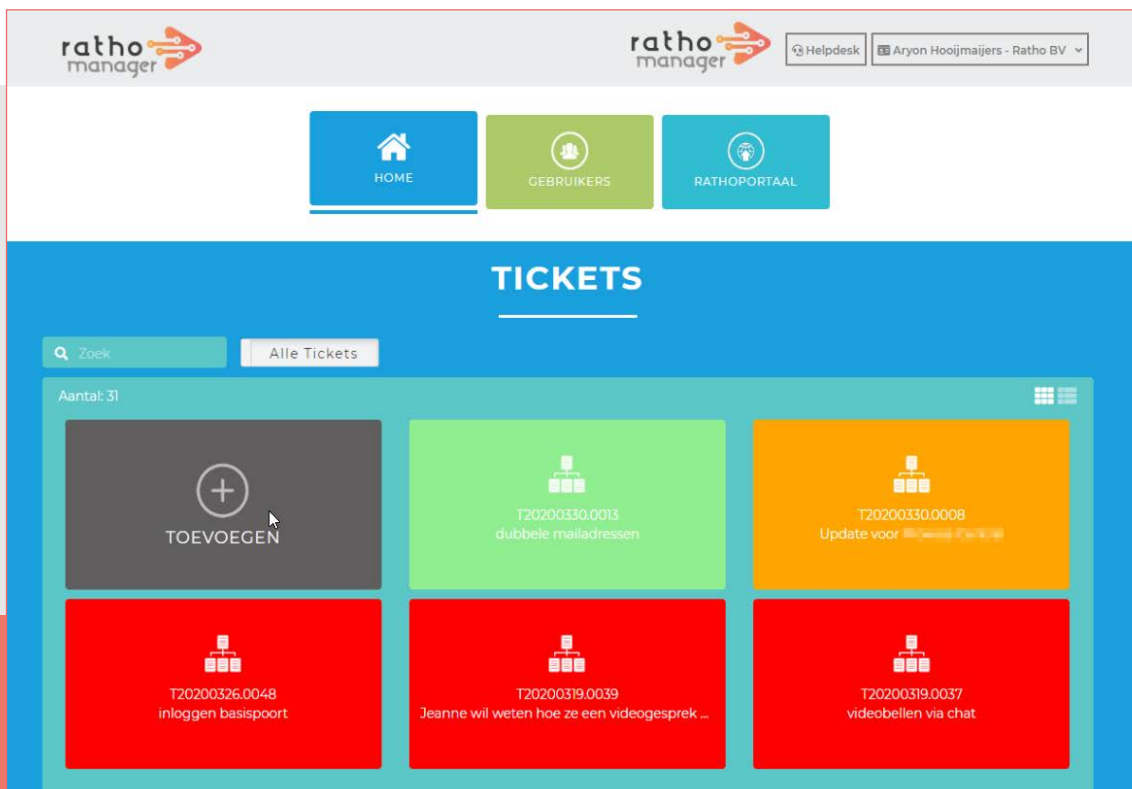 ratho
manager
ratho
manager
Helpdesk
Aryon Hooijmaijers - Ratho BV
HOME
GEBRUIKERS
RATHOPORTAAL
TICKETS
Zoek
Alle Tickets
Aantal: 31
TOEVOEGEN
T20200330.0013
dubbele mailadressen
T20200330.0008
Update voor
T20200326.0048
inloggen basispoort
T20200319.0039
Jeanne wil weten hoe ze een videogesprek ...
T20200319.0037
videobellen via chat